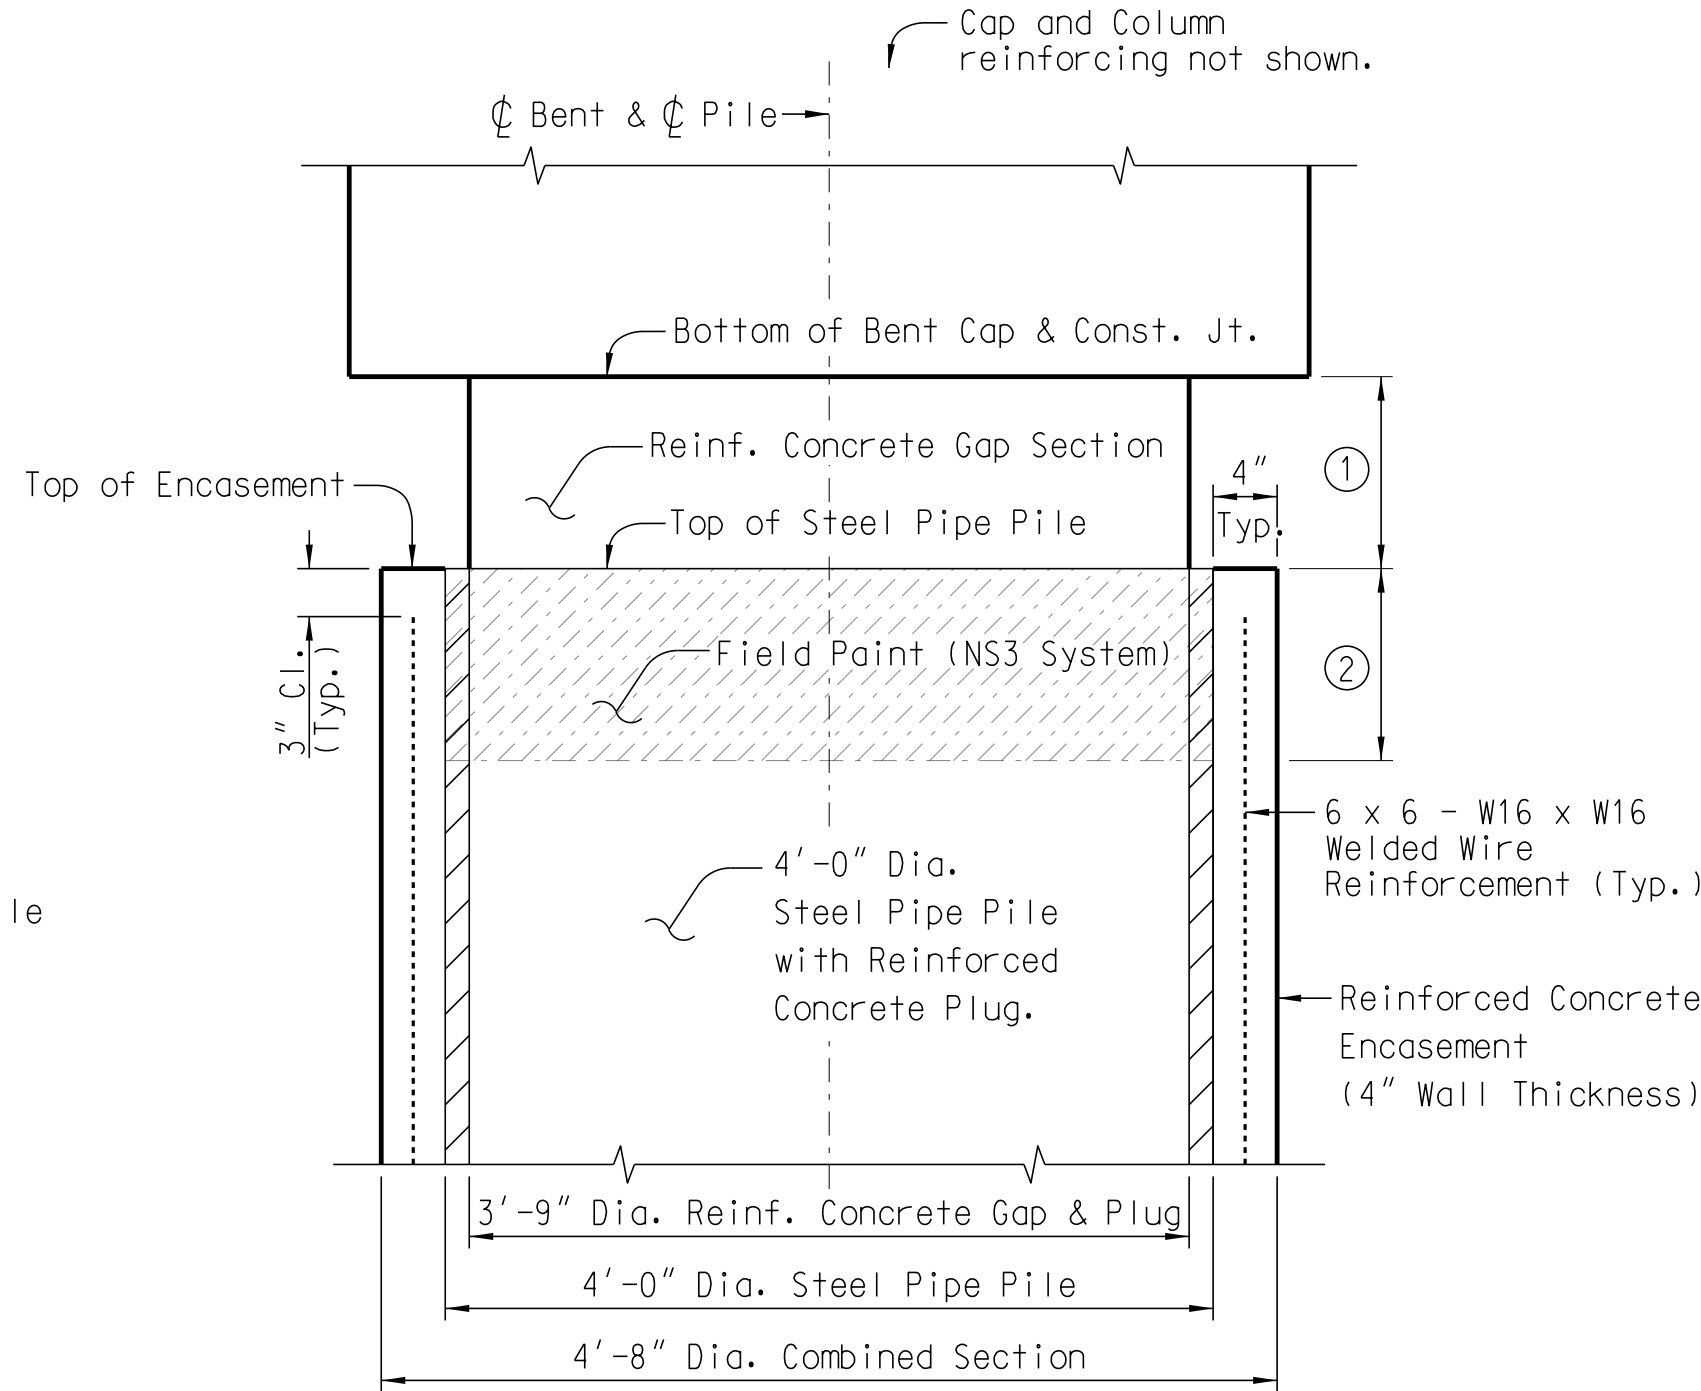 Cap and Column
reinforcing not shown.
℄ Bent & ℄ Pile
Bottom of Bent Cap & Const. Jt.
Reinf. Concrete Gap Section
Top of Encasement
Top of Steel Pipe Pile
4"
Typ.
1
3" Cl.
(Typ.)
Field Paint (NS3 System)
2
6 x 6 - W16 x W16
Welded Wire
Reinforcement (Typ.)
4'-0" Dia.
Steel Pipe Pile
with Reinforced
Concrete Plug.
le
Reinforced Concrete
Encasement
(4" Wall Thickness)
3'-9" Dia. Reinf. Concrete Gap & Plug
4'-0" Dia. Steel Pipe Pile
4'-8" Dia. Combined Section